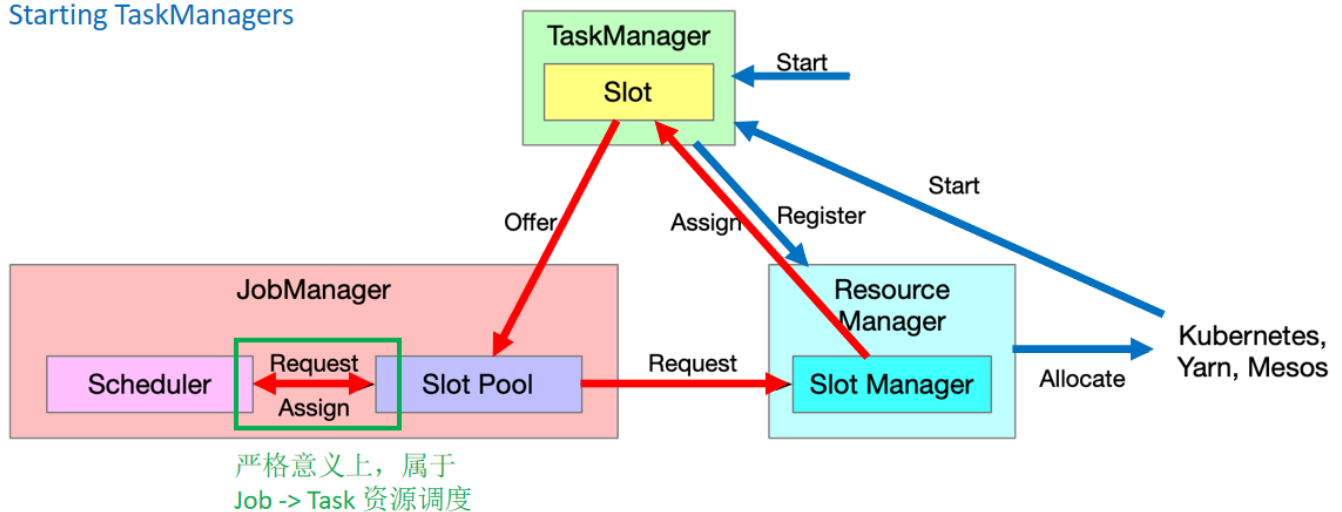 Starting TaskManagers
TaskManager
Start
Slot
Start
Offer
Assign
Register
JobManager
Resource
Manager
Kubernetes,
Yarn, Mesos
Scheduler
Request
Assign
Slot Pool
Request
Slot Manager
Allocate
严格意义上，属于
Job -> Task 资源调度